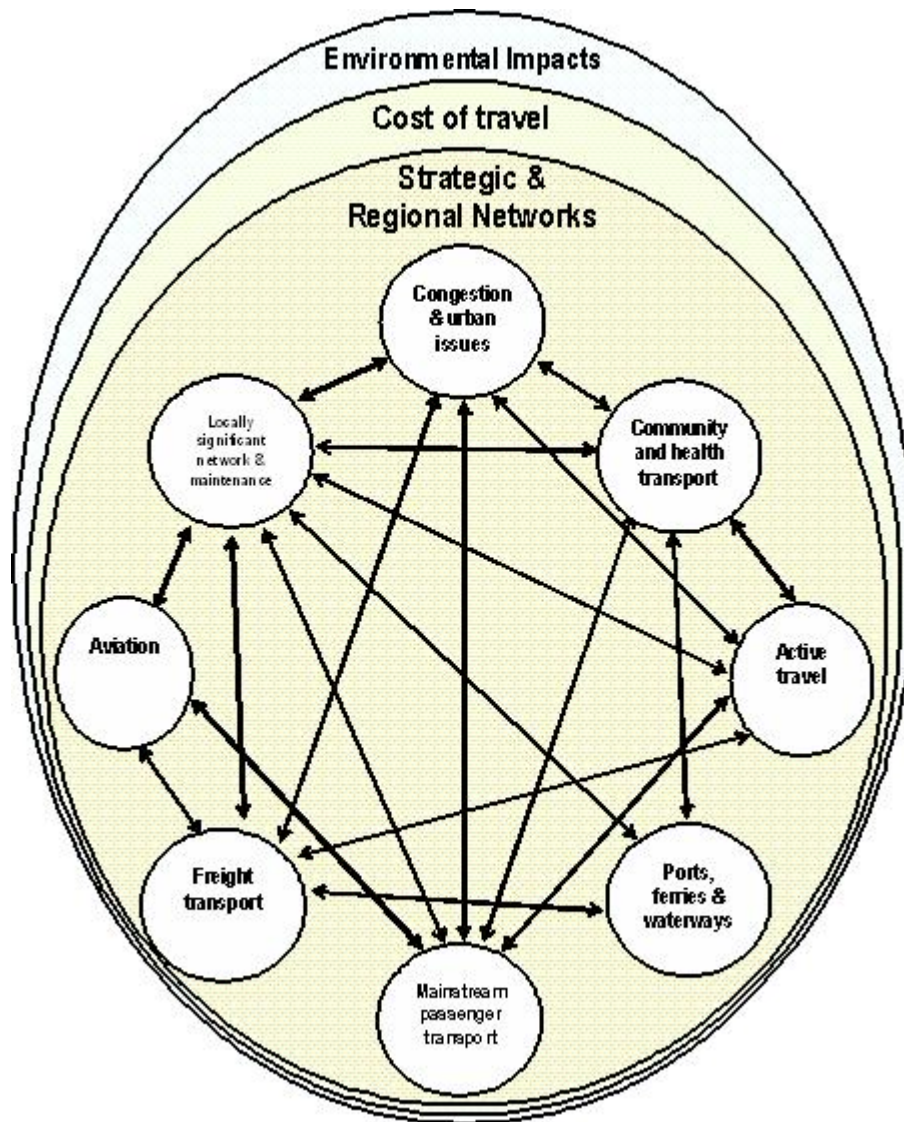 Environmental Impacts
Cost of travel
Strategic &
Regional Networks
Congestion
& urban
issues
Locally
significant
network &
maintenance
Community
and health
transport
Aviation
Active
travel
Freight
transport
Ports,
ferries &
waterways
Mainstream
passenger
transport